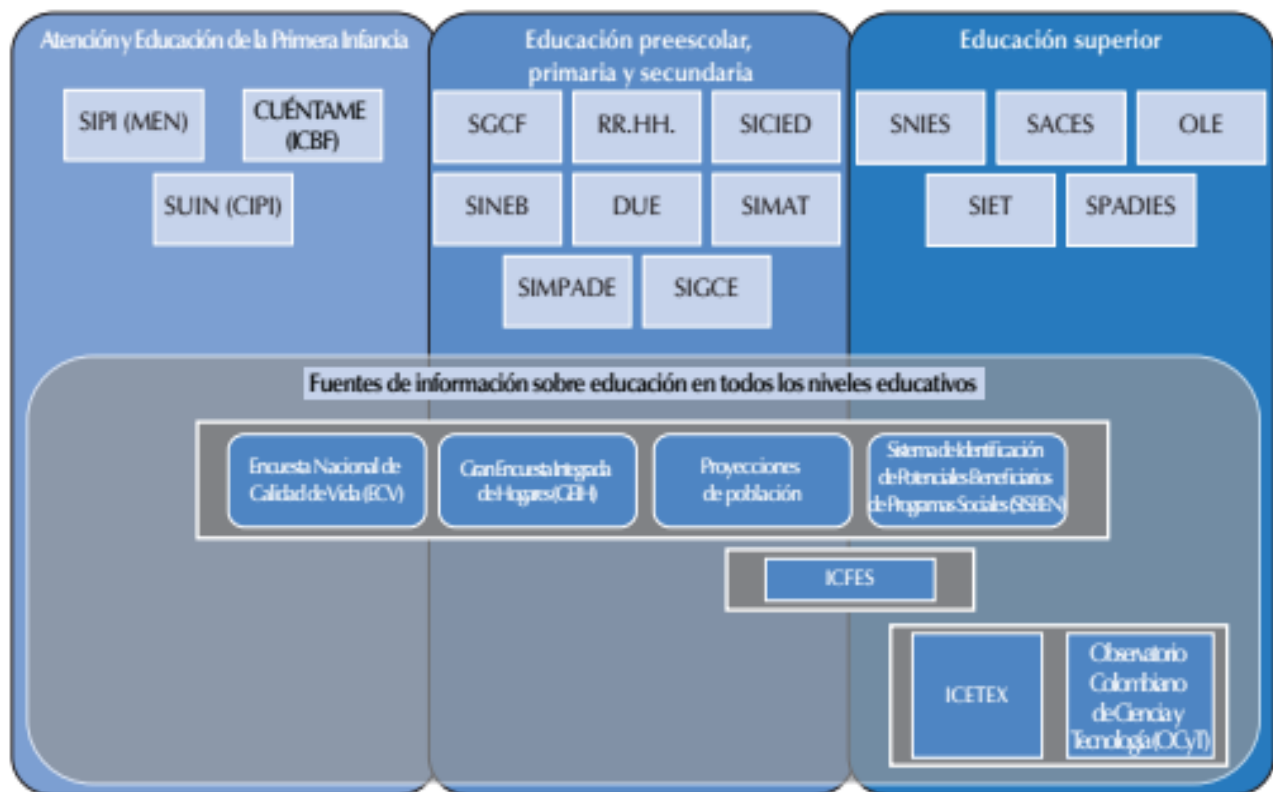 Atención y Educación de la Primera Infancia
SIPI (MEN)
CUÉNTAME
(ICBF)
SUIN (CIPI)
Educación preescolar,
primaria y secundaria
SGCF
RR.HH.
SICIED
SINEB
DUE
SIMAT
SIMPADE
SIGCE
Educación superior
SNIES
SACES
OLE
SIET
SPADIES
Fuentes de información sobre educación en todos los niveles educativos
Encuesta Nacional de
Calidad de Vida (ECV)
Gran Encuesta Integrada
de Hogares (GEIH)
Proyecciones
de población
Sistema de Identificación
de Potenciales Beneficiarios
de Programas Sociales (SISBEN)
ICFES
ICETEX
Observatorio
Colombiano
de Ciencia y
Tecnología (OCyT)